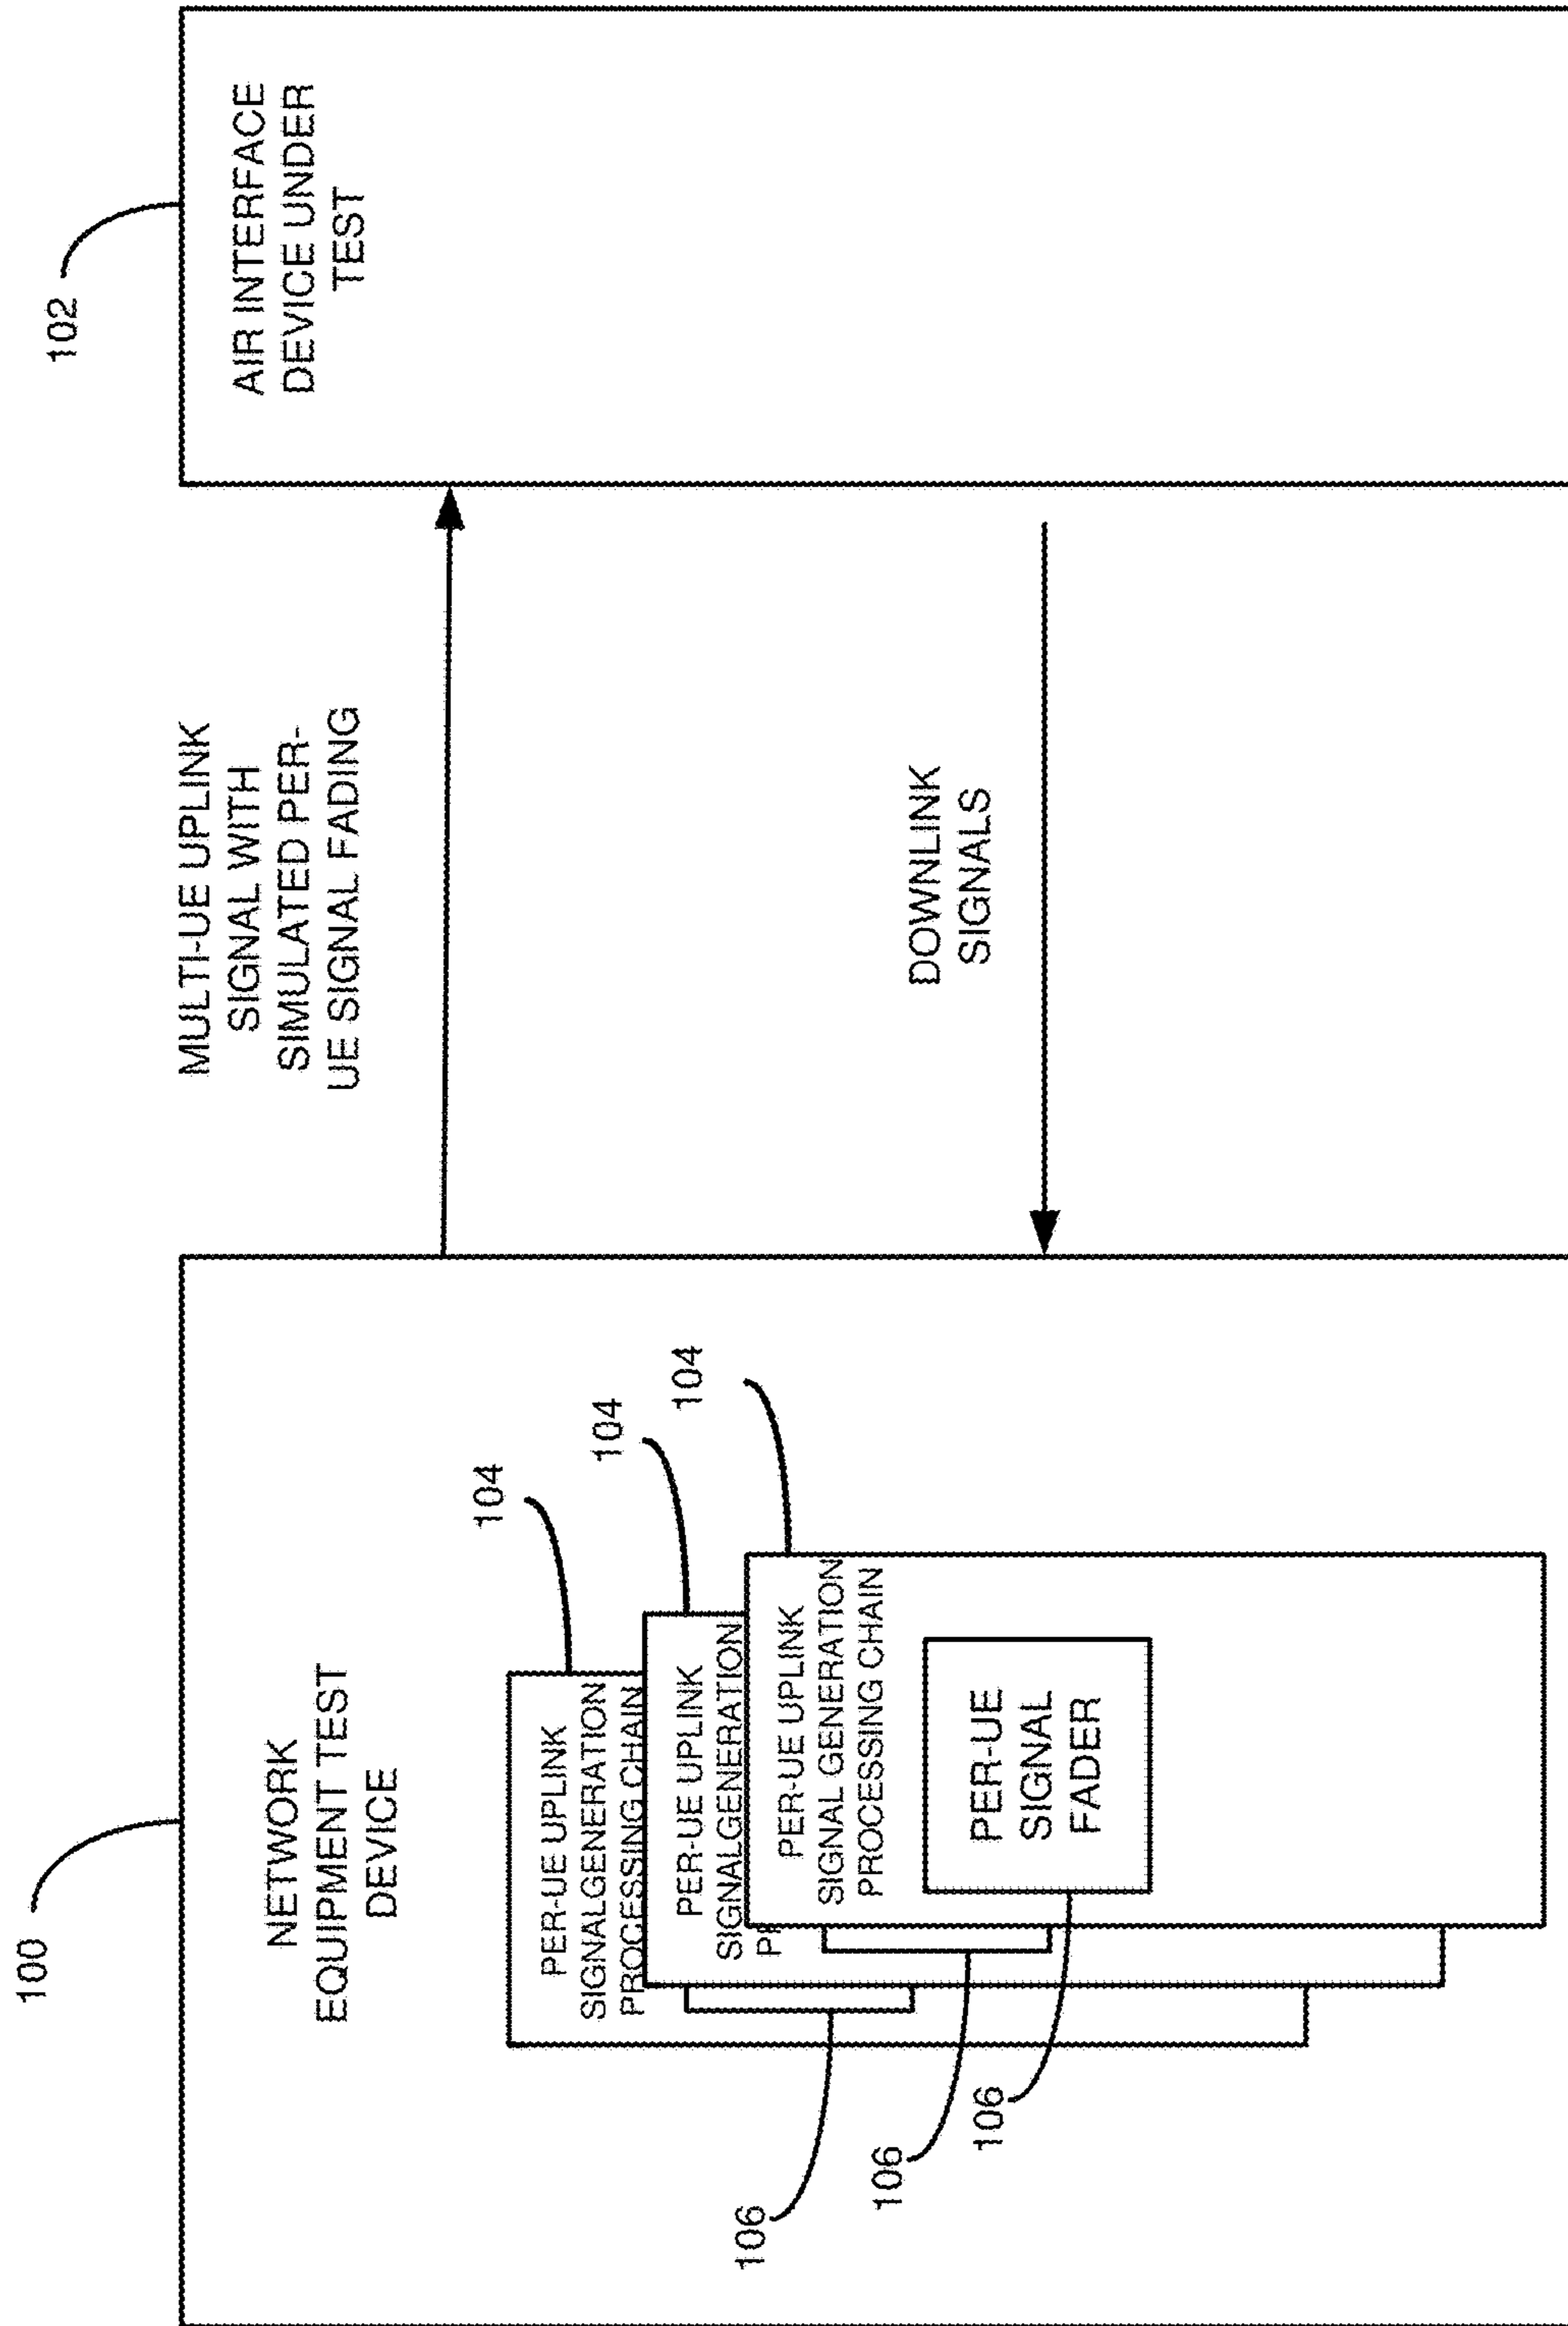 100
NETWORK
EQUIPMENT TEST
DEVICE
104
PER-UE UPLINK
SIGNALGENERATION
PROCESSING CHAIN
104
PER-UE UPLINK
SIGNALGENERATION
104
PER-UE UPLINK
SIGNAL GENERATION
PROCESSING CHAIN
PER-UE
SIGNAL
FADER
106
106
106
MULTI-UE UPLINK
SIGNAL WITH
SIMULATED PER-
UE SIGNAL FADING
DOWNLINK
SIGNALS
102
AIR INTERFACE
DEVICE UNDER
TEST